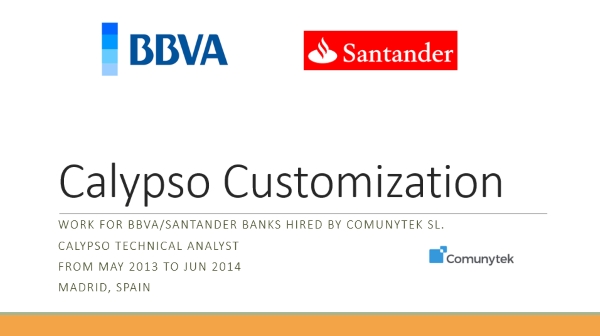 BBVA
Santander
Calypso Customization
WORK FOR BBVA/SANTANDER BANKS HIRED BY COMUNYTEK SL.
CALYPSO TECHNICAL ANALYST
FROM MAY 2013 TO JUN 2014
MADRID, SPAIN
Comunytek